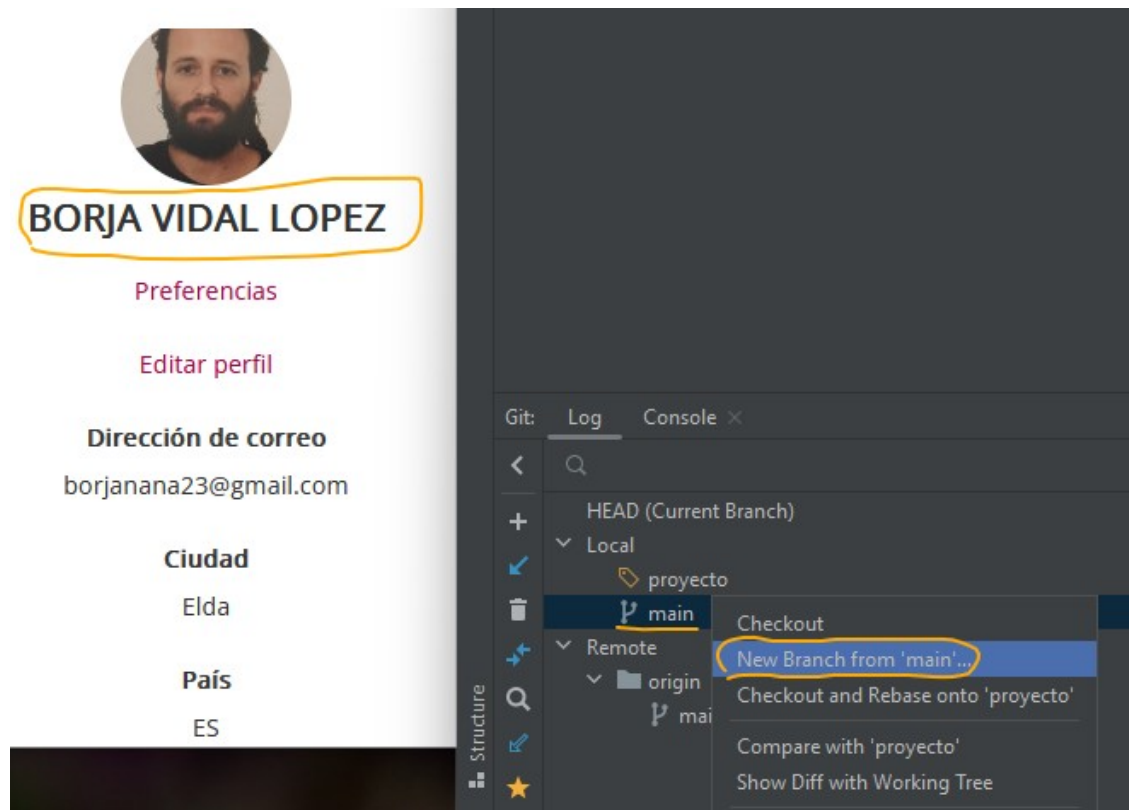 BORJA VIDAL LOPEZ
Preferencias
Editar perfil
Dirección de correo
borjanana23@gmail.com
Ciudad
Elda
País
ES
Structure
Git: Log Console
HEAD (Current Branch)
Local
proyecto
main
Remote
origin
mai
Checkout
New Branch from 'main'...
Checkout and Rebase onto 'proyecto'
Compare with 'proyecto'
Show Diff with Working Tree